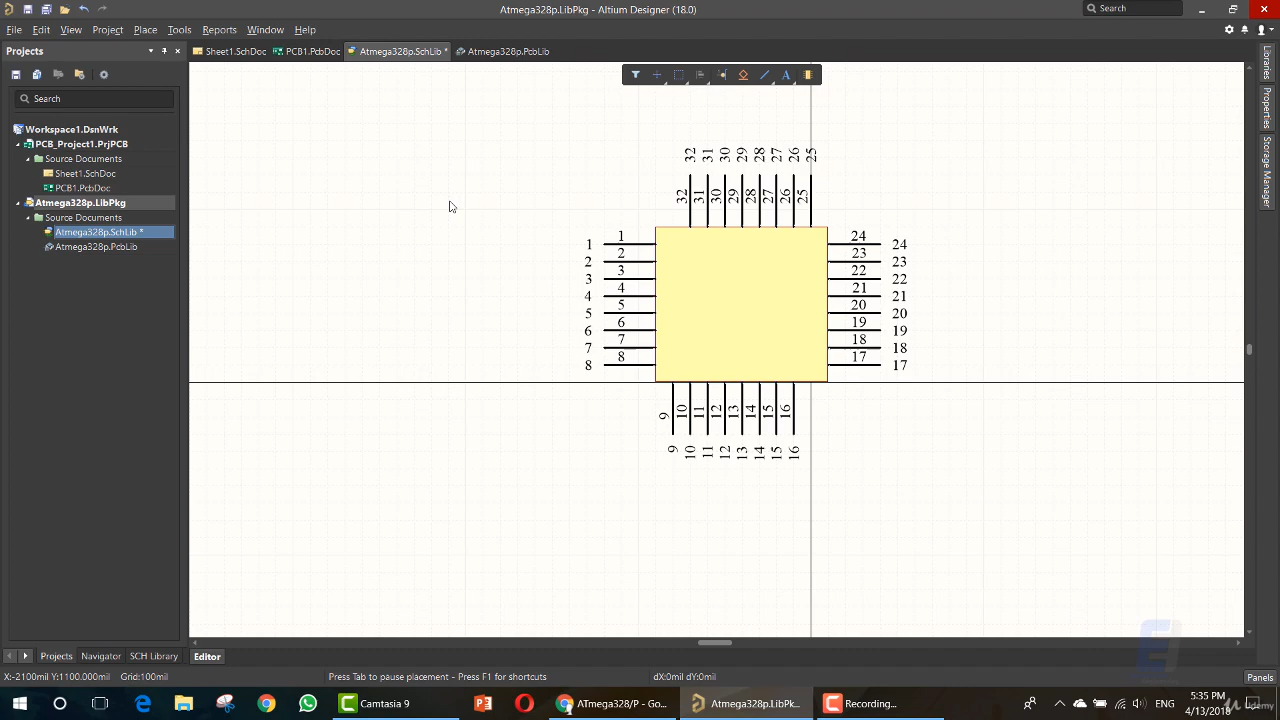 Atmega328p.LibPkg - Altium Designer (18.0)
Search
File Edit View Project Place Tools Reports Window Help
Projects
Sheet1.SchDoc PCB1.PcbDoc Atmega328p.SchLib * Atmega328p.PcbLib
Search
Workspace1.DsnWrk
PCB_Project1.PrjPCB
Source Documents
Sheet1.SchDoc
PCB1.PcbDoc
Atmega328p.LibPkg
Source Documents
Atmega328p.SchLib *
Atmega328p.PcbLib
Libraries
Properties
Storage Manager
32 31 30 29 28 27 26 25
32 31 30 29 28 27 26 25
1 1 24 24
2 2 23 23
3 3 22 22
4 4 21 21
5 5 20 20
6 6 19 19
7 7 18 18
8 8 17 17
9 10 11 12 13 14 15 16
9 10 11 12 13 14 15 16
Projects Navigator SCH Library Editor
X:-2100mil Y:1100.000mil Grid:100mil Press Tab to pause placement - Press F1 for shortcuts dX:0mil dY:0mil Panels
Camtasia 9 ATmega328/P - Go... Atmega328p.LibPk... Recording... ENG 5:35 PM
4/13/2018
Udemy